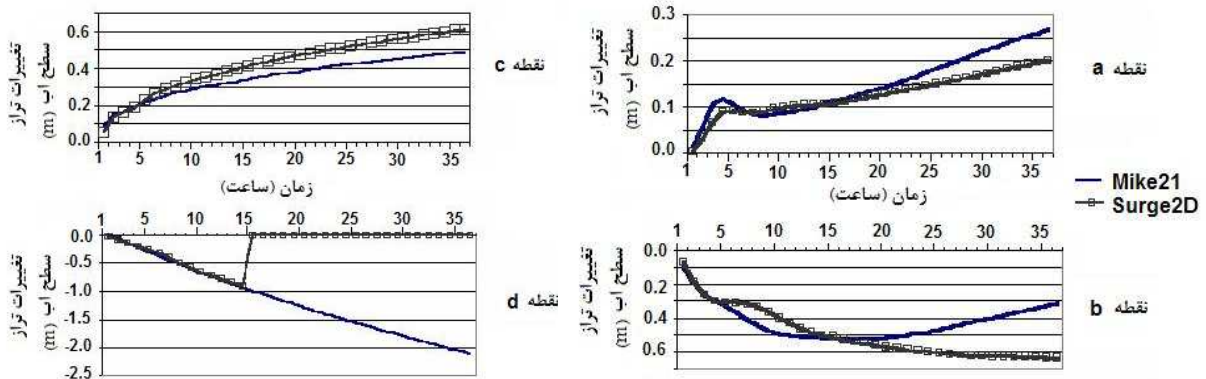 0.6
0.4
0.2
0.0
تغییرات تراز
سطح اب (m)
1 5 10 15 20 25 30 35
زمان (ساعت)
نقطه c
0.3
0.2
0.1
0.0
تغییرات تراز
سطح اب (m)
1 5 10 15 20 25 30 35
نقطه a
Mike21
Surge2D
1 5 10 15 20 25 30 35
0.0
-0.5
-1.0
-1.5
-2.0
-2.5
تغییرات تراز
سطح اب (m)
نقطه d
1 5 10 15 20 25 30 35
0.0
0.2
0.4
0.6
تغییرات تراز
سطح اب (m)
نقطه b